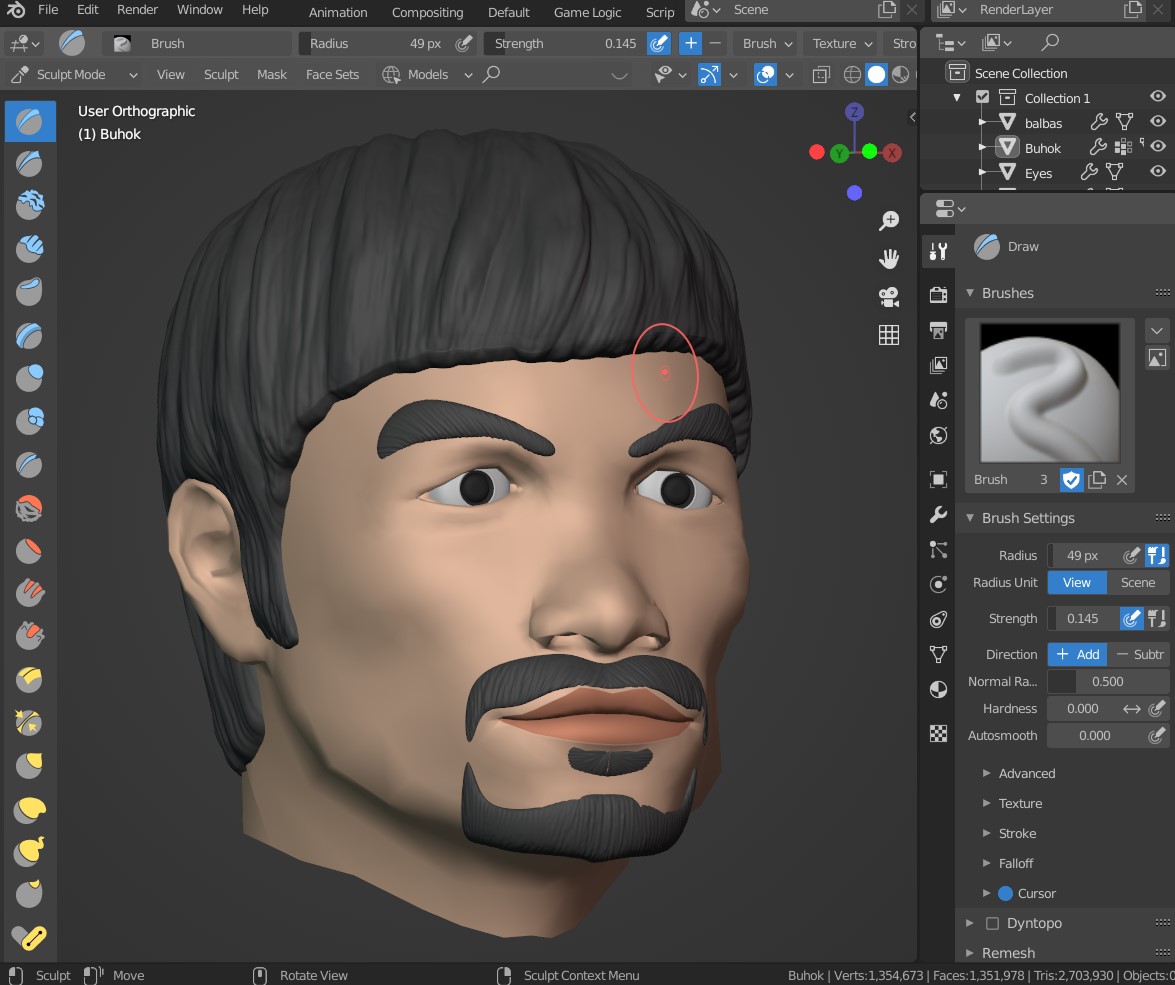 File Edit Render Window Help Animation Compositing Default Game Logic Scrip Scene RenderLayer
Brush Radius 49 px Strength 0.145 Brush Texture Stro
Sculpt Mode View Sculpt Mask Face Sets Models
User Orthographic
(1) Buhok
Z
Y
X
Scene Collection
Collection 1
balbas
Buhok
Eyes
Draw
Brushes
Brush 3
Brush Settings
Radius 49 px
Radius Unit View Scene
Strength 0.145
Direction + Add − Subtr
Normal Ra... 0.500
Hardness 0.000
Autosmooth 0.000
Advanced
Texture
Stroke
Falloff
Cursor
Dyntopo
Remesh
Sculpt Move Rotate View Sculpt Context Menu Buhok | Verts:1,354,673 | Faces:1,351,978 | Tris:2,703,930 | Objects:0